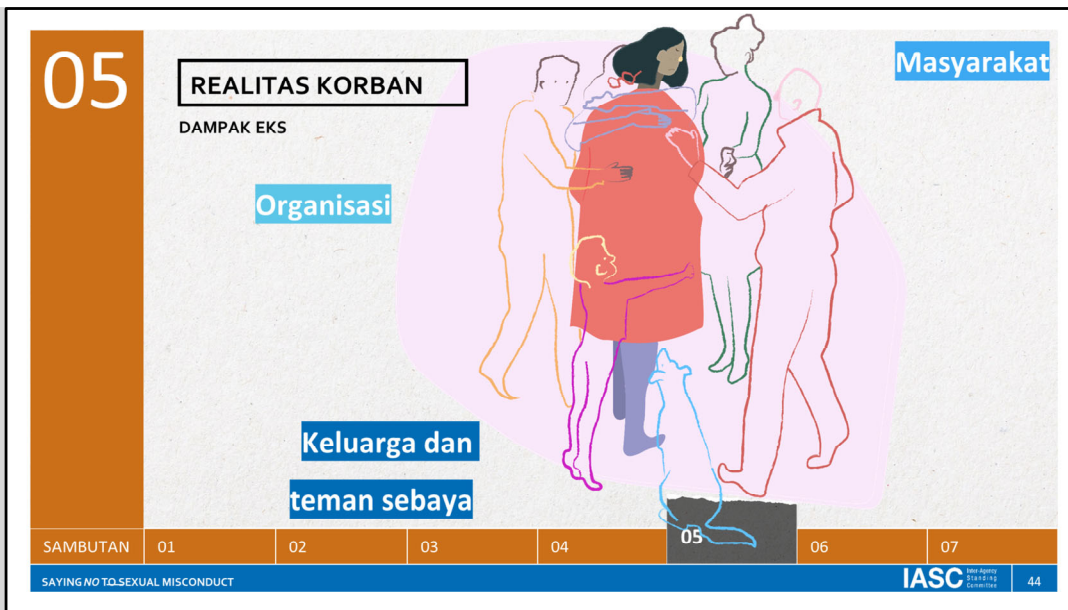 05
REALITAS KORBAN
DAMPAK EKS
Masyarakat
Organisasi
Keluarga dan
teman sebaya
SAMBUTAN 01 02 03 04 05 06 07
SAYING NO TO SEXUAL MISCONDUCT
IASC Inter-Agency
Standing
Committee
44